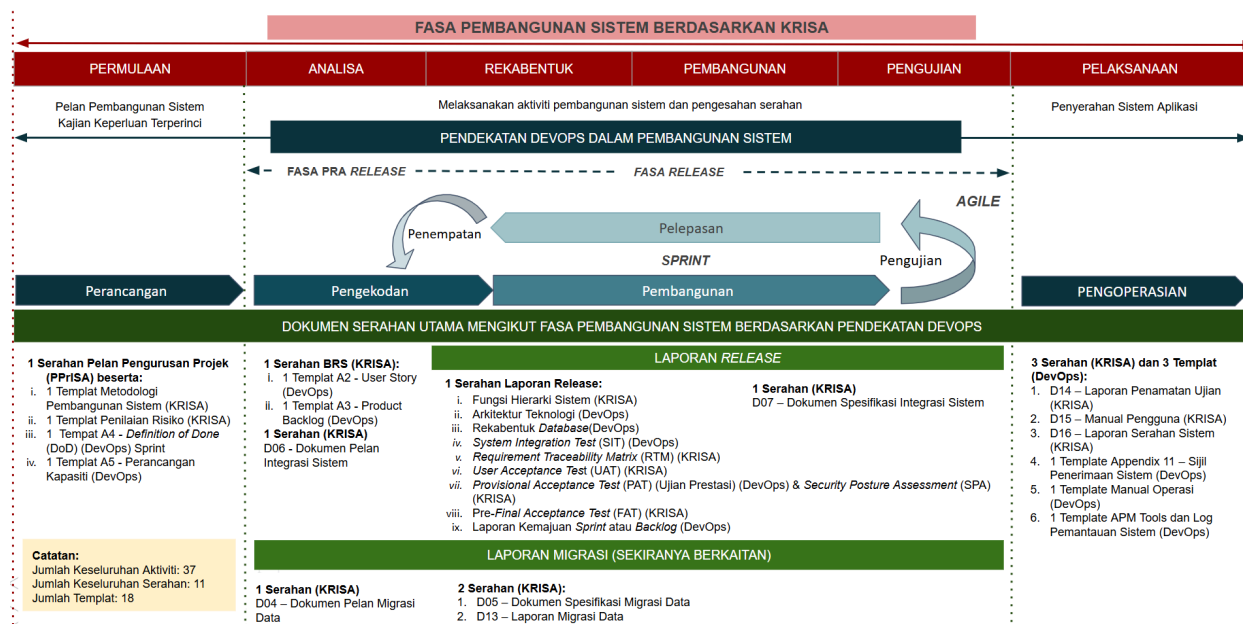 FASA PEMBANGUNAN SISTEM BERDASARKAN KRISA
PERMULAAN
ANALISA
REKABENTUK
PEMBANGUNAN
PENGUJIAN
PELAKSANAAN
Pelan Pembangunan Sistem
Kajian Keperluan Terperinci
Melaksanakan aktiviti pembangunan sistem dan pengesahan serahan
Penyerahan Sistem Aplikasi
PENDEKATAN DEVOPS DALAM PEMBANGUNAN SISTEM
FASA PRA RELEASE
FASA RELEASE
AGILE
Penempatan
Pelepasan
SPRINT
Pengujian
Perancangan
Pengekodan
Pembangunan
PENGOPERASIAN
DOKUMEN SERAHAN UTAMA MENGIKUT FASA PEMBANGUNAN SISTEM BERDASARKAN PENDEKATAN DEVOPS
1 Serahan Pelan Pengurusan Projek
(PPrISA) beserta:
i. 1 Templat Metodologi
Pembangunan Sistem (KRISA)
ii. 1 Templat Penilaian Risiko (KRISA)
iii. 1 Tempat A4 - Definition of Done
(DoD) (DevOps) Sprint
iv. 1 Templat A5 - Perancangan
Kapasiti (DevOps)
Catatan:
Jumlah Keseluruhan Aktiviti: 37
Jumlah Keseluruhan Serahan: 11
Jumlah Templat: 18
1 Serahan BRS (KRISA):
i. 1 Templat A2 - User Story
(DevOps)
ii. 1 Templat A3 - Product
Backlog (DevOps)
1 Serahan (KRISA)
D06 - Dokumen Pelan
Integrasi Sistem
LAPORAN RELEASE
1 Serahan Laporan Release:
i. Fungsi Hierarki Sistem (KRISA)
ii. Arkitektur Teknologi (DevOps)
iii. Rekabentuk Database(DevOps)
iv. System Integration Test (SIT) (DevOps)
v. Requirement Traceability Matrix (RTM) (KRISA)
vi. User Acceptance Test (UAT) (KRISA)
vii. Provisional Acceptance Test (PAT) (Ujian Prestasi) (DevOps) & Security Posture Assessment (SPA)
(KRISA)
viii. Pre-Final Acceptance Test (FAT) (KRISA)
ix. Laporan Kemajuan Sprint atau Backlog (DevOps)
1 Serahan (KRISA)
D07 – Dokumen Spesifikasi Integrasi Sistem
LAPORAN MIGRASI (SEKIRANYA BERKAITAN)
1 Serahan (KRISA)
D04 – Dokumen Pelan Migrasi
Data
2 Serahan (KRISA):
1. D05 – Dokumen Spesifikasi Migrasi Data
2. D13 – Laporan Migrasi Data
3 Serahan (KRISA) dan 3 Templat
(DevOps):
1. D14 – Laporan Penamatan Ujian
(KRISA)
2. D15 – Manual Pengguna (KRISA)
3. D16 – Laporan Serahan Sistem
(KRISA)
4. 1 Template Appendix 11 – Sijil
Penerimaan Sistem (DevOps)
5. 1 Template Manual Operasi
(DevOps)
6. 1 Template APM Tools dan Log
Pemantauan Sistem (DevOps)